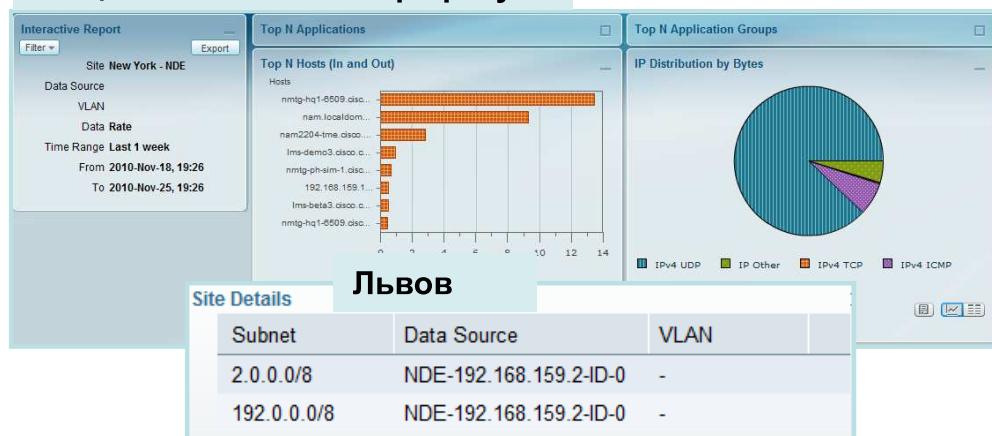 Interactive Report
Filter
Export
Site New York - NDE
Data Source
VLAN
Data Rate
Time Range Last 1 week
From 2010-Nov-18, 19:26
To 2010-Nov-25, 19:26
Top N Applications
Top N Hosts (In and Out)
Hosts
nmtg-hq1-6509.cisc...
nam.localdom...
nam2204-tme.cisco....
lms-demo3.cisco.c...
nmtg-ph-sim-1.cisc...
192.168.159.1...
lms-beta3.cisco.c...
nmtg-hq1-6509.cisc...
10 12 14
Top N Application Groups
IP Distribution by Bytes
IPv4 UDP IP Other IPv4 TCP IPv4 ICMP
Львов
Site Details
Subnet Data Source VLAN
2.0.0.0/8 NDE-192.168.159.2-ID-0 -
192.0.0.0/8 NDE-192.168.159.2-ID-0 -